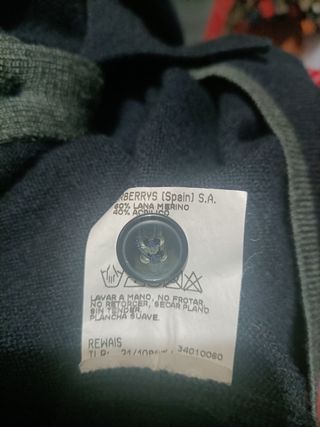 BERRYS (Spain) S.A.
60% LANA MERINO
40% ACRILICO
LAVAR A MANO, NO FROTAR,
NO RETORCER, SECAR PLANO
SIN TENDER.
PLANCHA SUAVE.
REWAIS
34010060